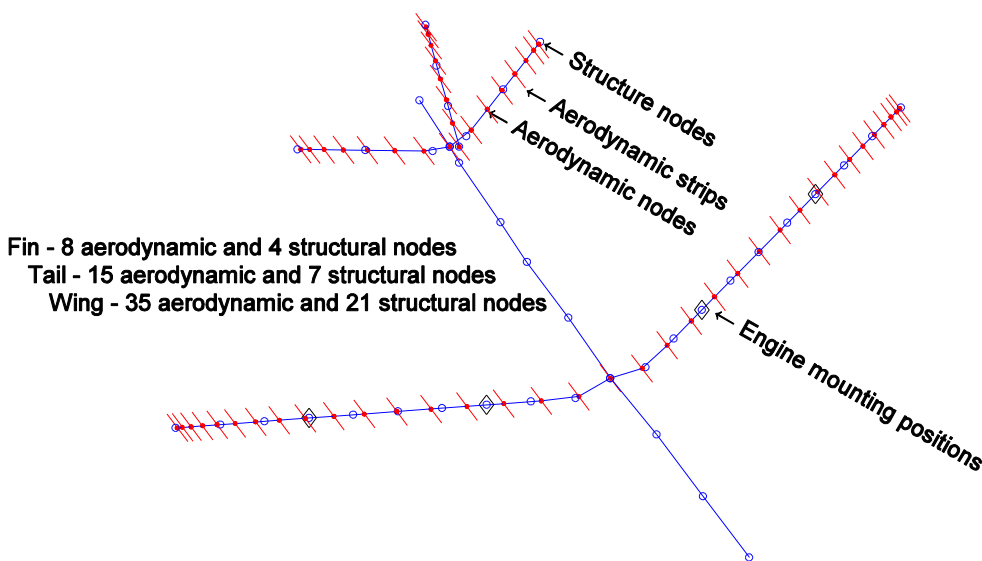 Structure nodes
Aerodynamic strips
Aerodynamic nodes
Fin - 8 aerodynamic and 4 structural nodes
Tail - 15 aerodynamic and 7 structural nodes
Wing - 35 aerodynamic and 21 structural nodes
Engine mounting positions